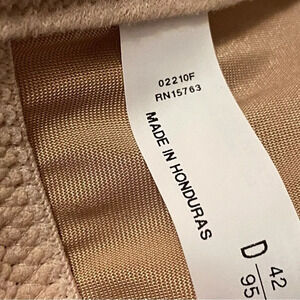 02210F
RN15763
MADE IN HONDURAS
D 42
95